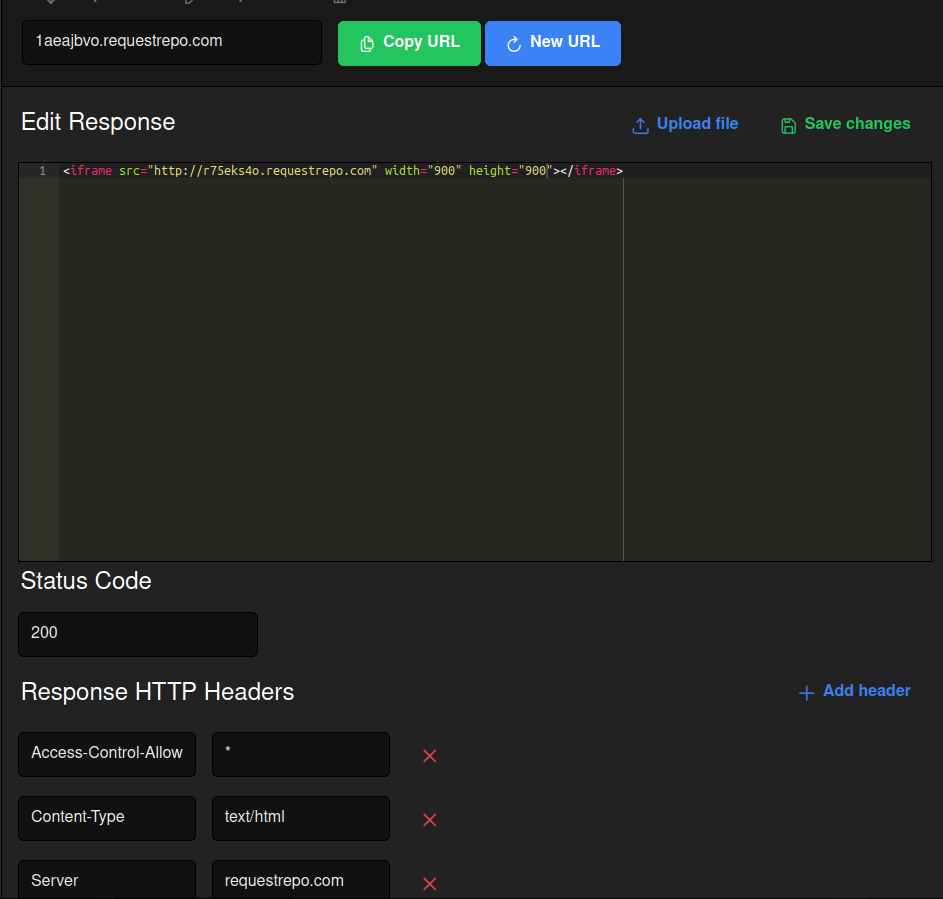 1aeajbvo.requestrepo.com
Copy URL
New URL
Edit Response
Upload file
Save changes
1 <iframe src="http://r75eks4o.requestrepo.com" width="900" height="900"></iframe>
Status Code
200
Response HTTP Headers
Add header
Access-Control-Allow *
Content-Type text/html
Server requestrepo.com